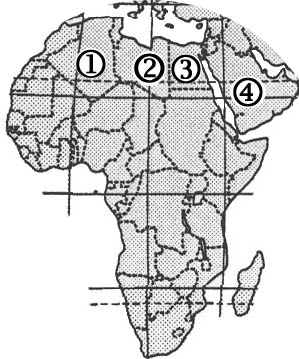 ① ② ③
④